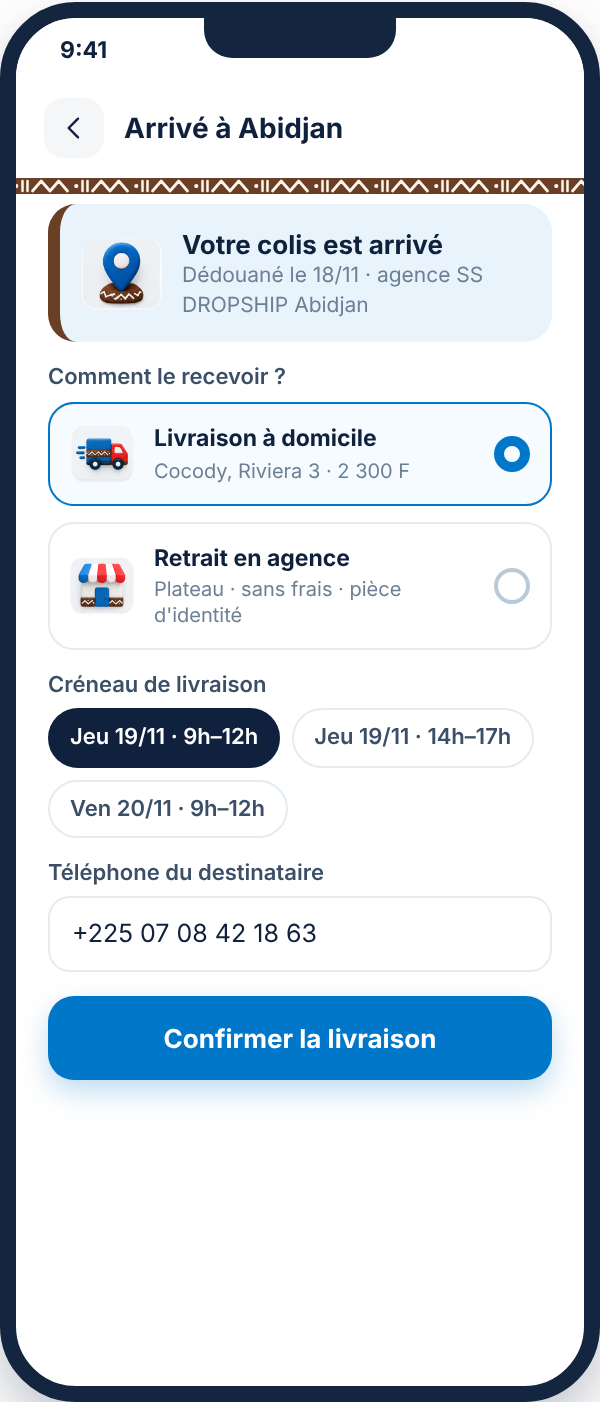 9:41
Arrivé à Abidjan
Votre colis est arrivé
Dédouané le 18/11 · agence SS
DROPSHIP Abidjan
Comment le recevoir ?
Livraison à domicile
Cocody, Riviera 3 · 2 300 F
Retrait en agence
Plateau · sans frais · pièce
d'identité
Créneau de livraison
Jeu 19/11 · 9h–12h
Jeu 19/11 · 14h–17h
Ven 20/11 · 9h–12h
Téléphone du destinataire
+225 07 08 42 18 63
Confirmer la livraison